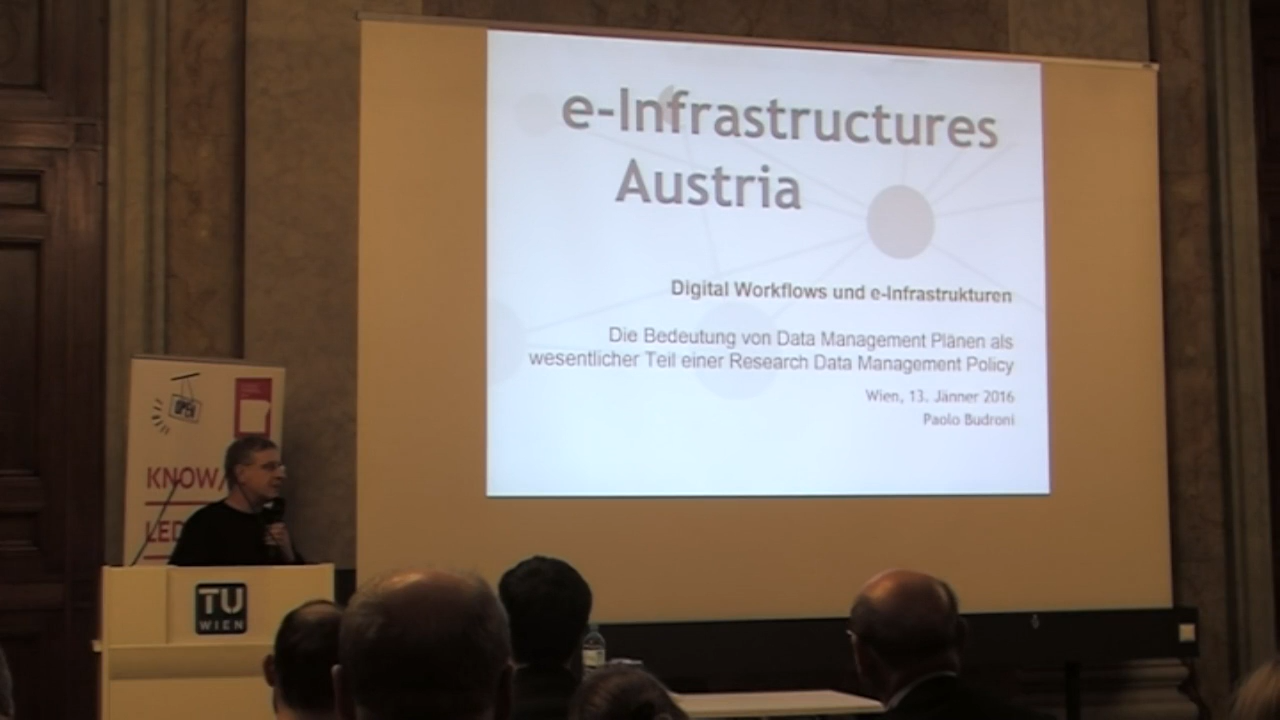 e-Infrastructures
Austria
Digital Workflows und e-Infrastrukturen
Die Bedeutung von Data Management Plänen als
wesentlicher Teil einer Research Data Management Policy
Wien, 13. Jänner 2016
Paolo Budroni
OPEN
KNOW/
LED
TU
WIEN